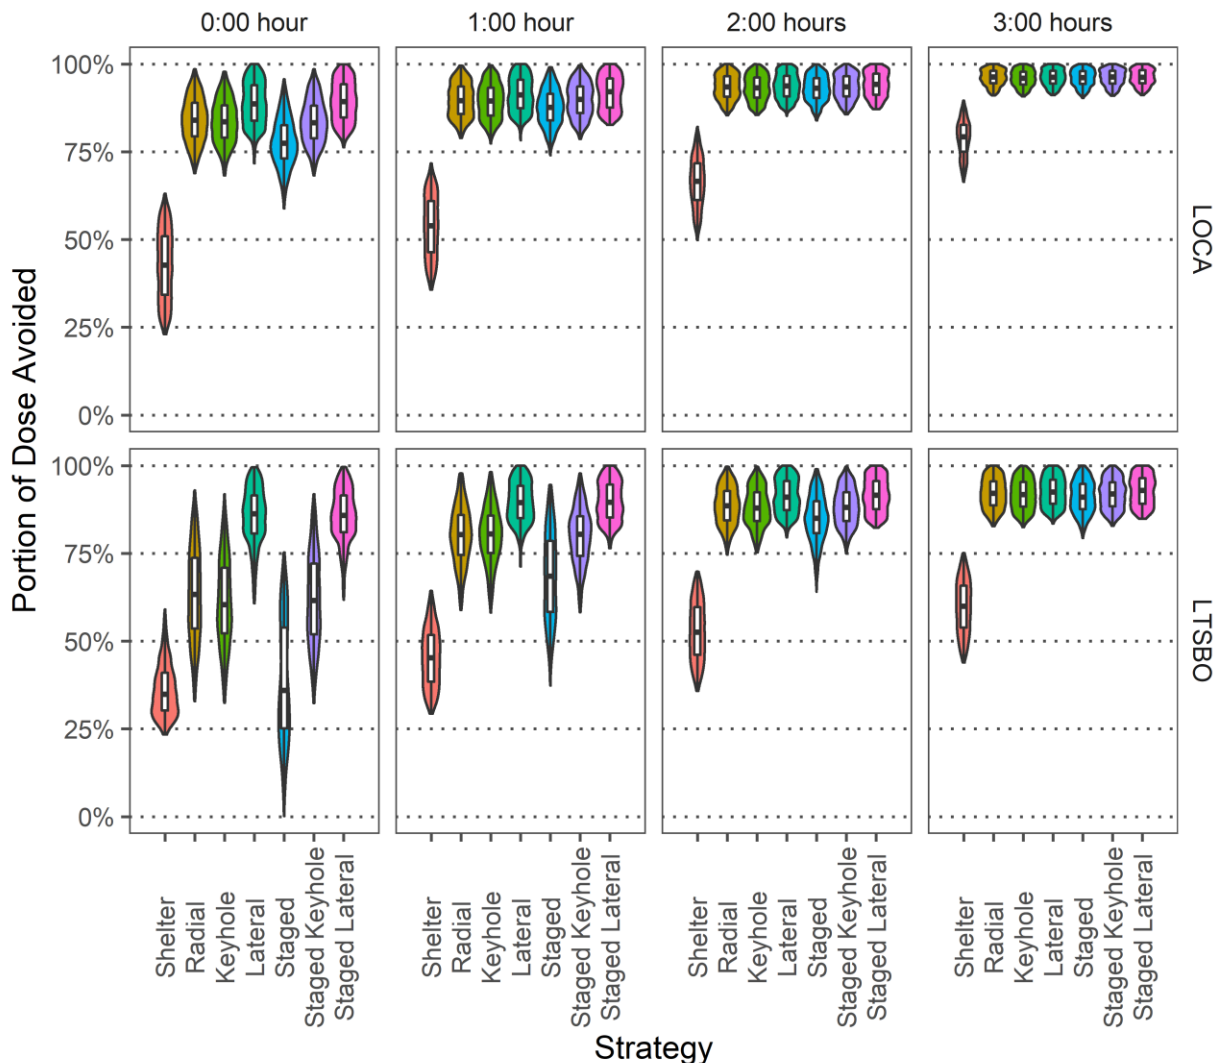 0:00 hour 1:00 hour 2:00 hours 3:00 hours
Portion of Dose Avoided
100%
75%
50%
25%
0%
LOCA
100%
75%
50%
25%
0%
LTSBO
Shelter Radial Keyhole Lateral Staged Staged Keyhole Staged Lateral
Shelter Radial Keyhole Lateral Staged Staged Keyhole Staged Lateral
Shelter Radial Keyhole Lateral Staged Staged Keyhole Staged Lateral
Shelter Radial Keyhole Lateral Staged Staged Keyhole Staged Lateral
Strategy